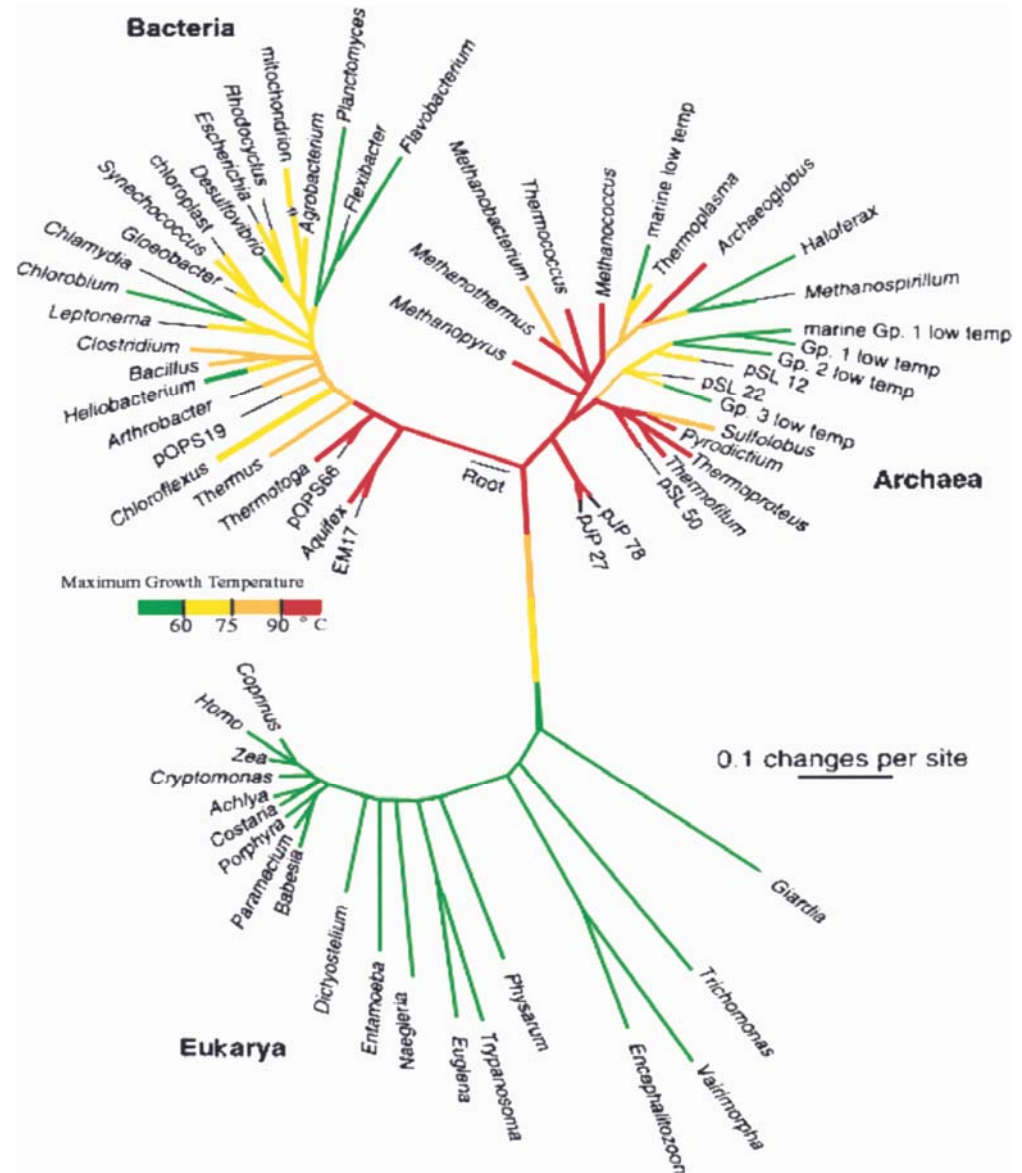 Bacteria
Planctomyces
Flavobacterium
mitochondrion
Rhodocyclus
Escherichia
Desulfovibrio
Agrobacterium
Flexibacter
chloroplast
Synechococcus
Gloeobacter
Chlamydia
Chlorobium
Leptonema
Clostridium
Bacillus
Heliobacterium
Arthrobacter
pOPS19
Chloroflexus
Thermus
Thermotoga
pOPS66
Aquifex
EM17
Root
Methanopyrus
Methanothermus
Methanobacterium
Thermococcus
Methanococcus
marine low temp
Thermoplasma
Archaeoglobus
Haloferax
Methanospirillum
marine Gp. 1 low temp
Gp. 1 low temp
Gp. 2 low temp
pSL 12
pSL 22
Gp. 3 low temp
Sulfolobus
Pyrodictium
Thermoproteus
Thermofilum
pSL 50
pJP 78
pJP 27
Archaea
Maximum Growth Temperature
60 75 90 ° C
Coprinus
Homo
Zea
Cryptomonas
Achlya
Costaria
Porphyra
Paramecium
Babesia
Dictyostelium
Entamoeba
Naegleria
Euglena
Trypanosoma
Physarum
Encephalitozoon
Vairimorpha
Trichomonas
Giardia
0.1 changes per site
Eukarya